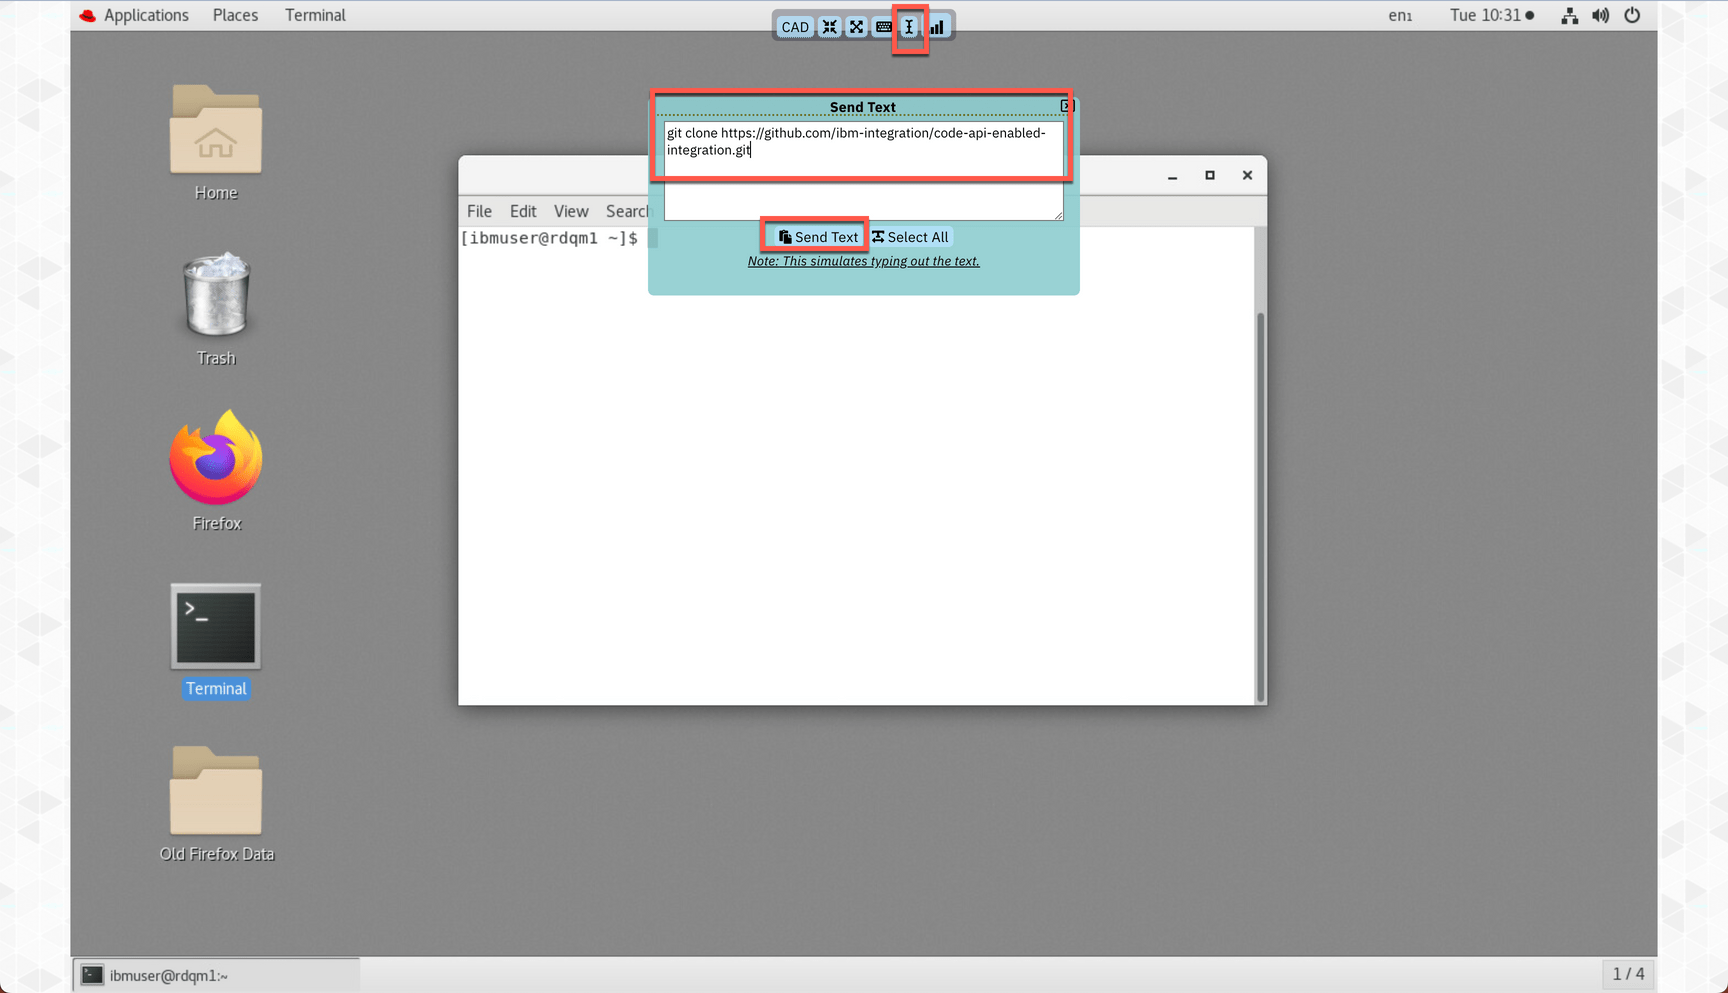 Applications Places Terminal
CAD
en1 Tue 10:31
Send Text
git clone https://github.com/ibm-integration/code-api-enabled-
integration.git
Send Text Select All
Note: This simulates typing out the text.
File Edit View Search
[ibmuser@rdqm1 ~]$
Home
Trash
Firefox
Terminal
Old Firefox Data
ibmuser@rdqm1:~
1 / 4